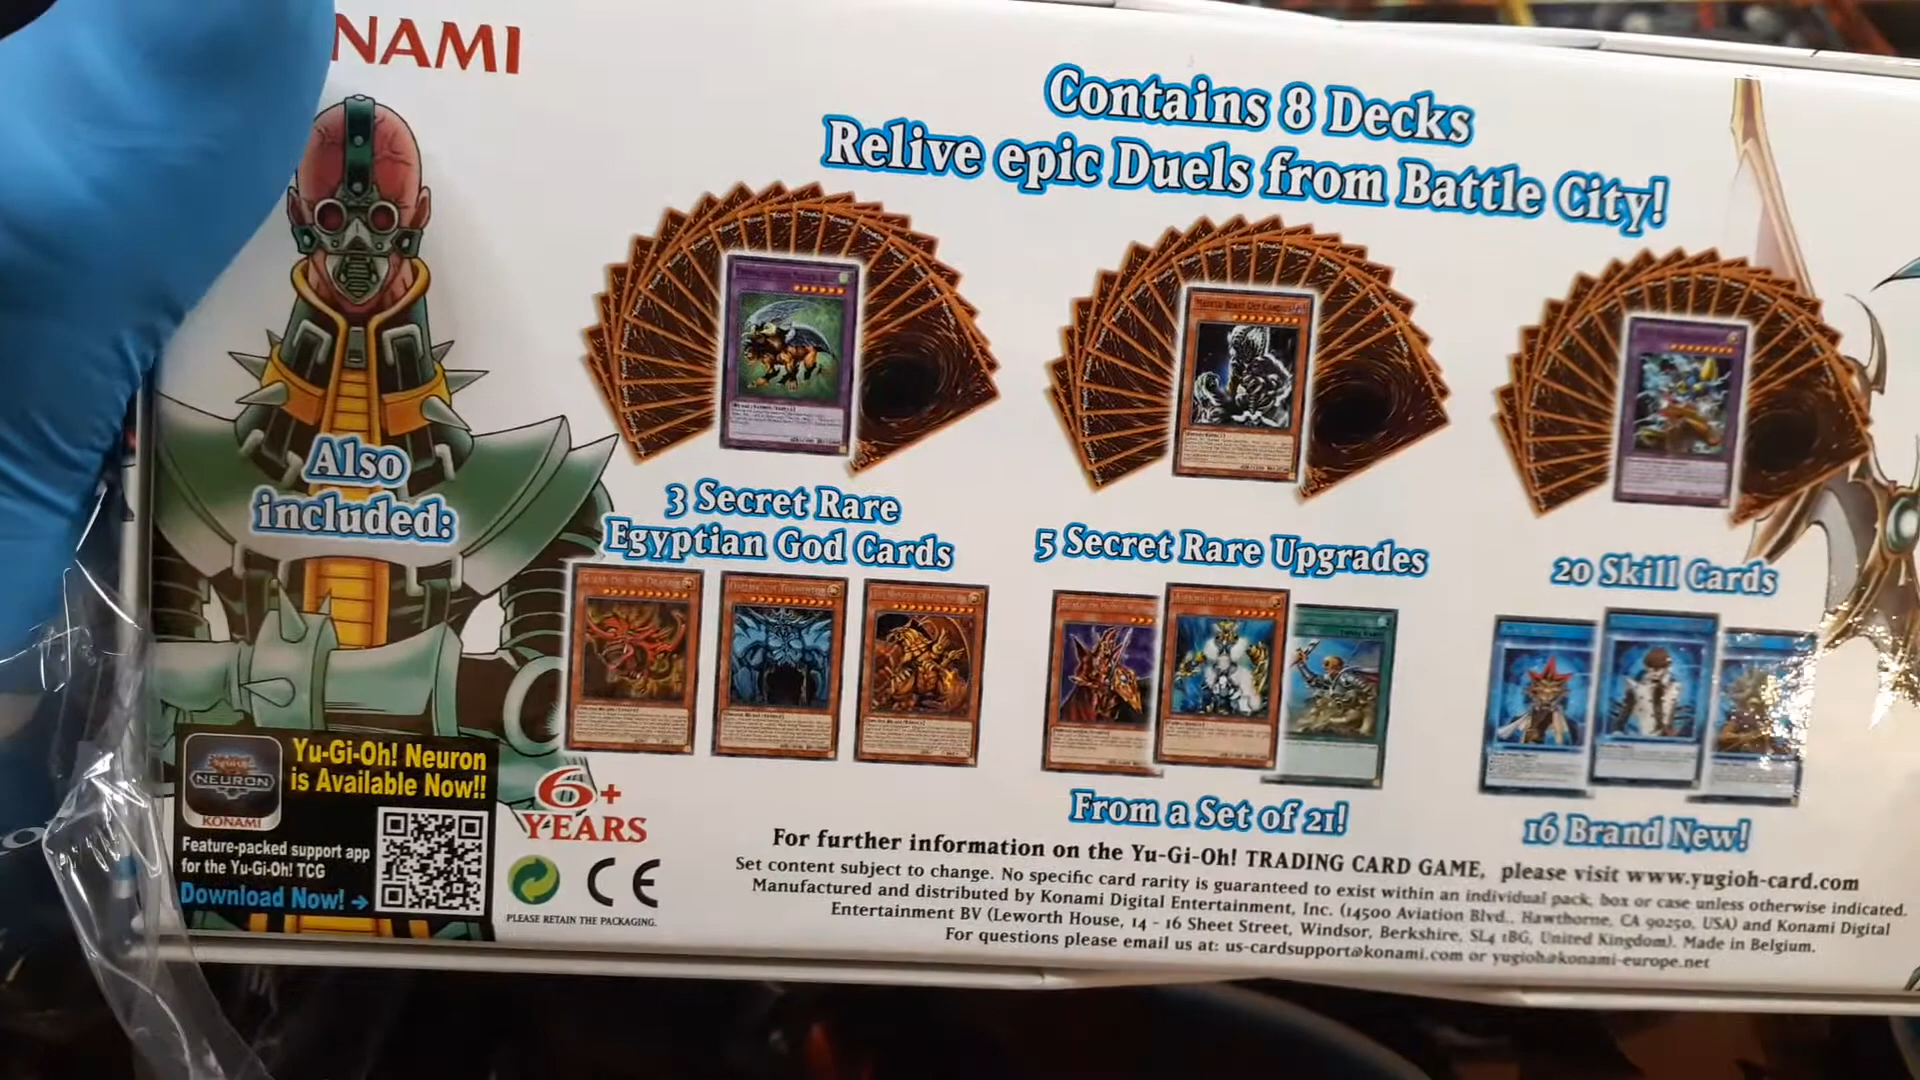 NAMI
Contains 8 Decks
Relive epic Duels from Battle City!
Also
included:
3 Secret Rare
Egyptian God Cards
5 Secret Rare Upgrades
From a Set of 21!
20 Skill Cards
16 Brand New!
NEURON
KONAMI
Yu-Gi-Oh! Neuron
is Available Now!!
Feature-packed support app
for the Yu-Gi-Oh! TCG
Download Now! →
6+
YEARS
CE
PLEASE RETAIN THE PACKAGING.
For further information on the Yu-Gi-Oh! TRADING CARD GAME, please visit www.yugioh-card.com
Set content subject to change. No specific card rarity is guaranteed to exist within an individual pack, box or case unless otherwise indicated.
Manufactured and distributed by Konami Digital Entertainment, Inc. (14500 Aviation Blvd., Hawthorne, CA 90250, USA) and Konami Digital
Entertainment BV (Leworth House, 14 - 16 Sheet Street, Windsor, Berkshire, SL4 1BG, United Kingdom). Made in Belgium.
For questions please email us at: us-cardsupport@konami.com or yugioh@konami-europe.net